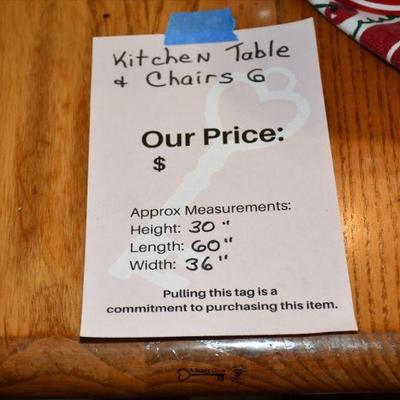 Kitchen Table
& Chairs 6
Our Price:
$
Approx Measurements:
Height: 30"
Length: 60"
Width: 36"
Pulling this tag is a
commitment to purchasing this item.